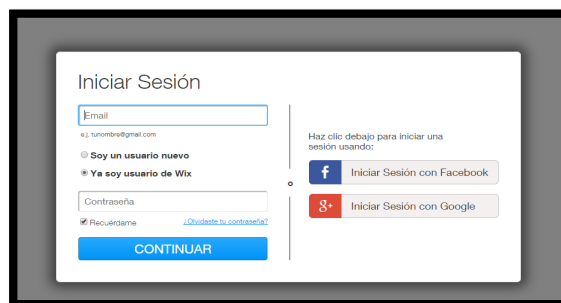 Iniciar Sesión
Email
e.j. tunombre@gmail.com
Soy un usuario nuevo
Ya soy usuario de Wix
Contraseña
Recuérdame ¿Olvidaste tu contraseña?
CONTINUAR
o
Haz clic debajo para iniciar una
sesión usando:
f Iniciar Sesión con Facebook
g+ Iniciar Sesión con Google